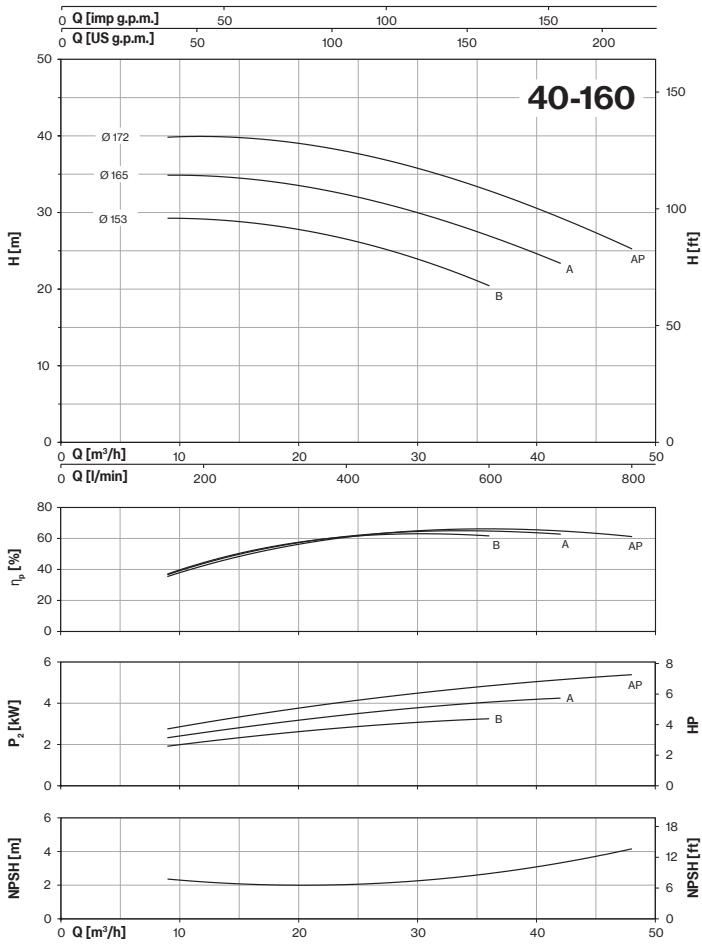 0 Q [imp g.p.m.] 50 100 150
0 Q [US g.p.m.] 50 100 150 200
40-160
H [m]
50
40
30
20
10
0
H [ft]
150
100
50
0
Ø 172
Ø 165
Ø 153
AP
A
B
0 Q [m³/h] 10 20 30 40 50
0 Q [l/min] 200 400 600 800
ηp [%]
80
60
40
20
0
B
A
AP
P2 [kW]
6
4
2
0
HP
8
6
4
2
0
AP
A
B
NPSH [m]
6
4
2
0
NPSH [ft]
18
12
6
0
0 Q [m³/h] 10 20 30 40 50